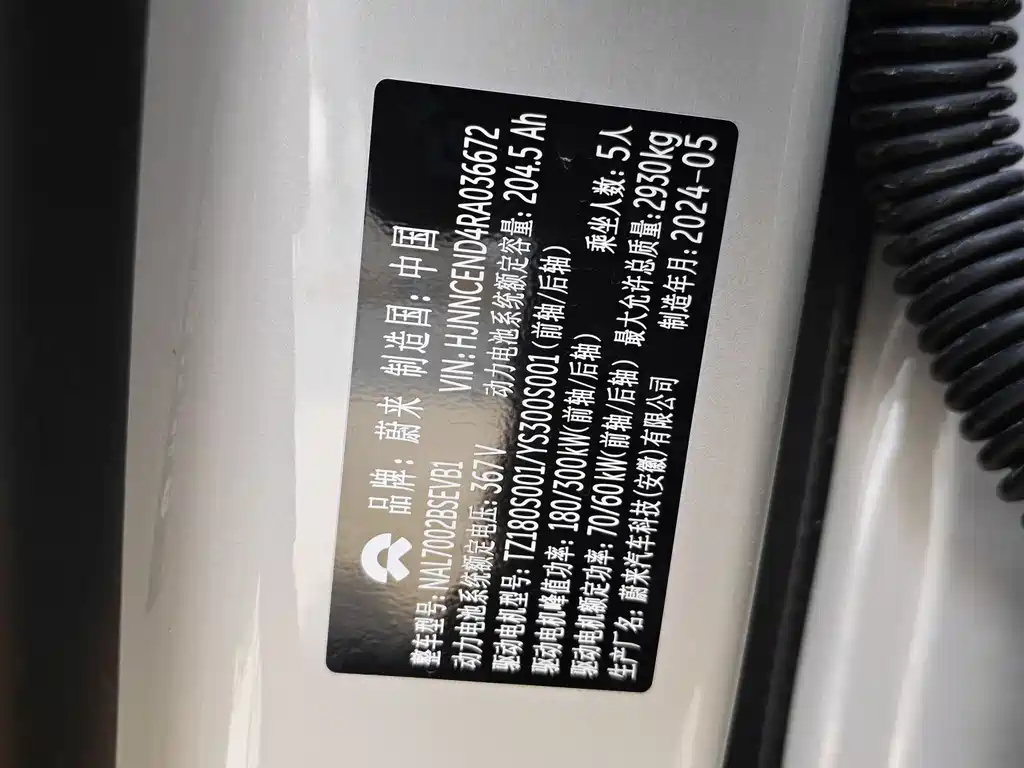 品牌: 蔚来 制造国: 中国
整车型号: NAL7002BSEVB1 VIN: HJNNCEND4RA036672
动力电池系统额定电压: 367 V 动力电池系统额定容量: 204.5 Ah
驱动电机型号: TZ180S001/YS300S001 (前轴/后轴)
驱动电机峰值功率: 180/300kW(前轴/后轴) 乘坐人数: 5人
驱动电机额定功率: 70/60kW(前轴/后轴) 最大允许总质量:2930kg
生产厂名: 蔚来汽车科技(安徽)有限公司 制造年月: 2024-05